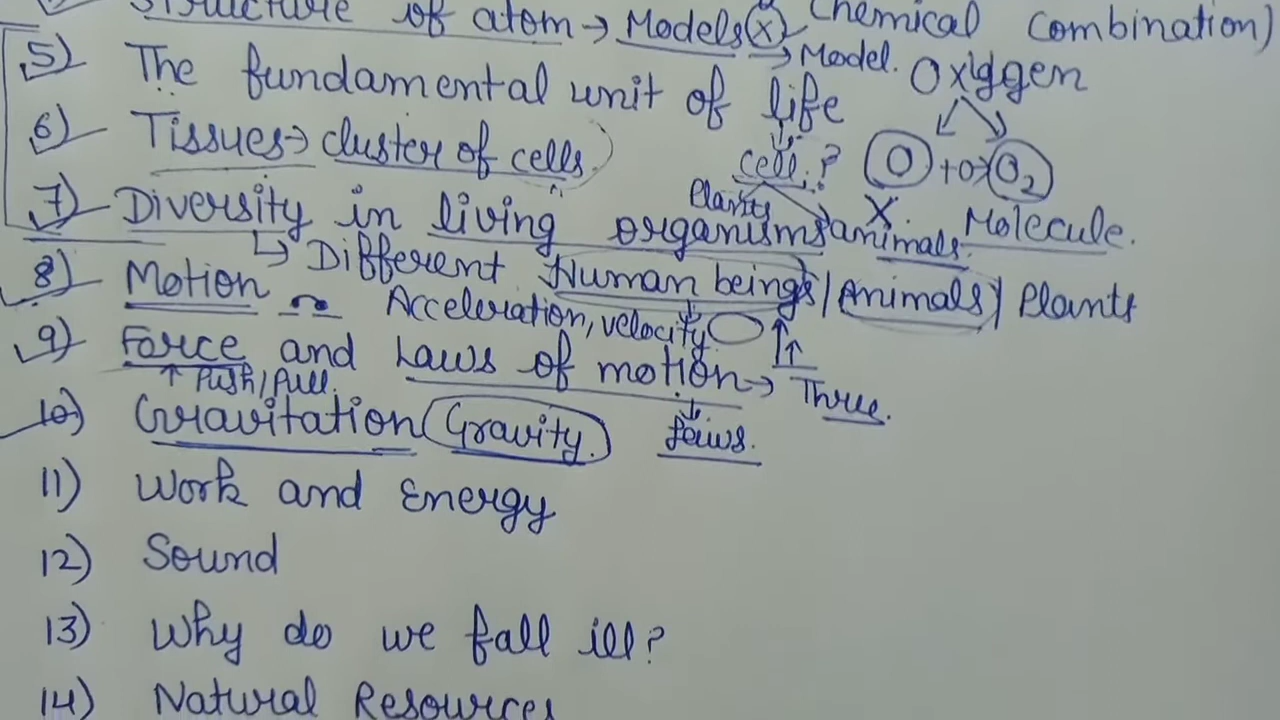 Structure of atom → Models(x) Chemical Combination)
→ Model.
5) The fundamental unit of life
Oxiggen
6) Tissues → cluster of cells.)
cell.?
O + O → O2
Plants
animals.
X.
Molecule.
7) Diversity in living organisms
↳ Different Human beings / Animals / Plants
8) Motion
Acceleration, velocity
9) Force and Laws of motion → Three.
↑ Push/Pull.
laws.
10) Gravitation (Gravity.)
11) Work and Energy
12) Sound
13) Why do we fall ill?
14) Natural Resources